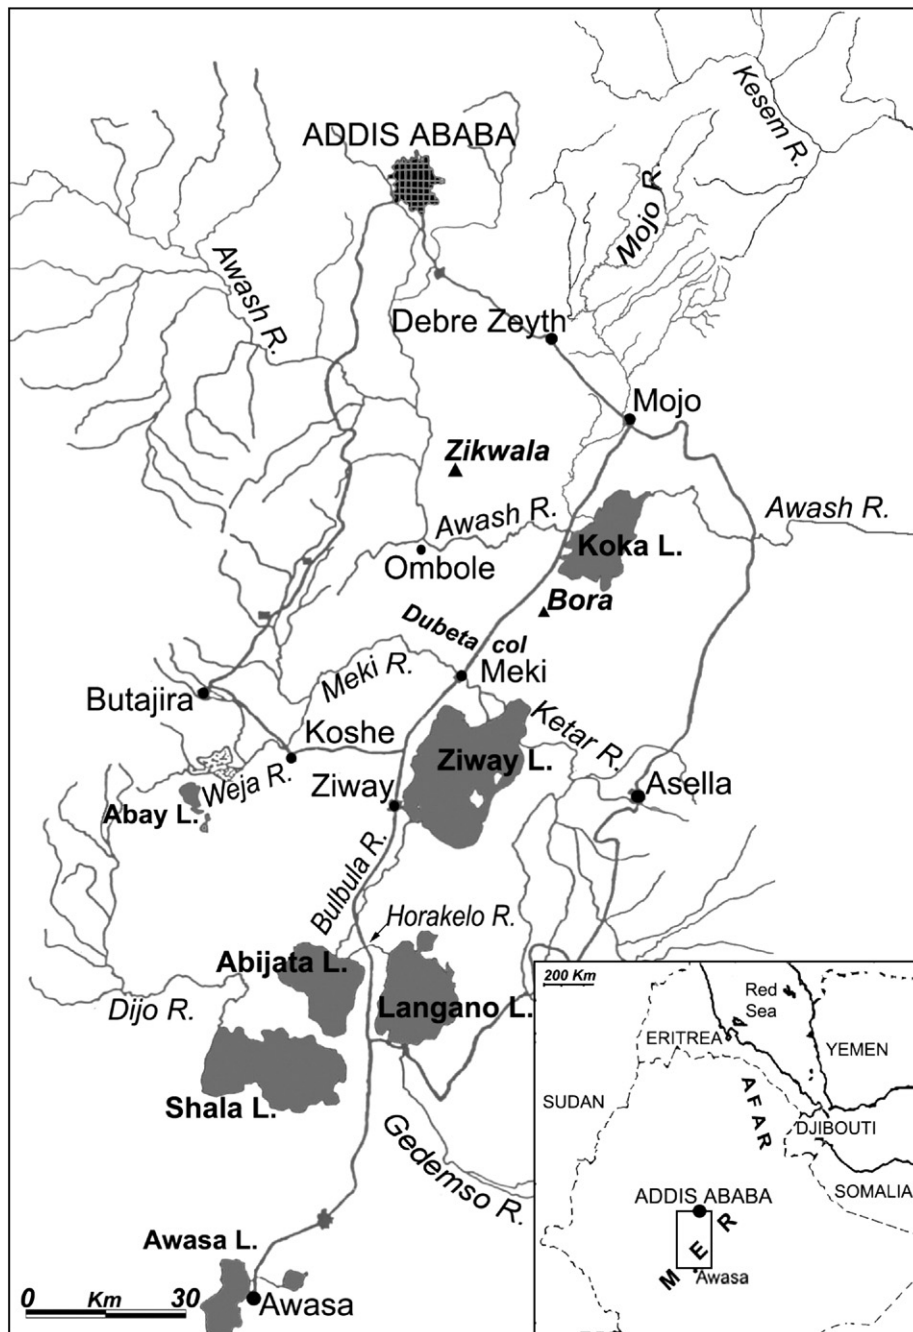 ADDIS ABABA
Kesem R.
Mojo R.
Awash R.
Debre Zeyth
Mojo
Zikwala
Awash R.
Awash R.
Koka L.
Ombole
Bora
Dubeta col
Meki R.
Meki
Butajira
Koshe
Ketar R.
Ziway L.
Weja R.
Ziway
Asella
Abay L.
Bulbula R.
Horakelo R.
Abijata L.
Langano L.
Dijo R.
Shala L.
Gedemso R.
Awasa L.
Awasa
0 Km 30
200 Km
Red
Sea
ERITREA
YEMEN
SUDAN
AFAR
DJIBOUTI
SOMALIA
ADDIS ABABA
MER
Awasa